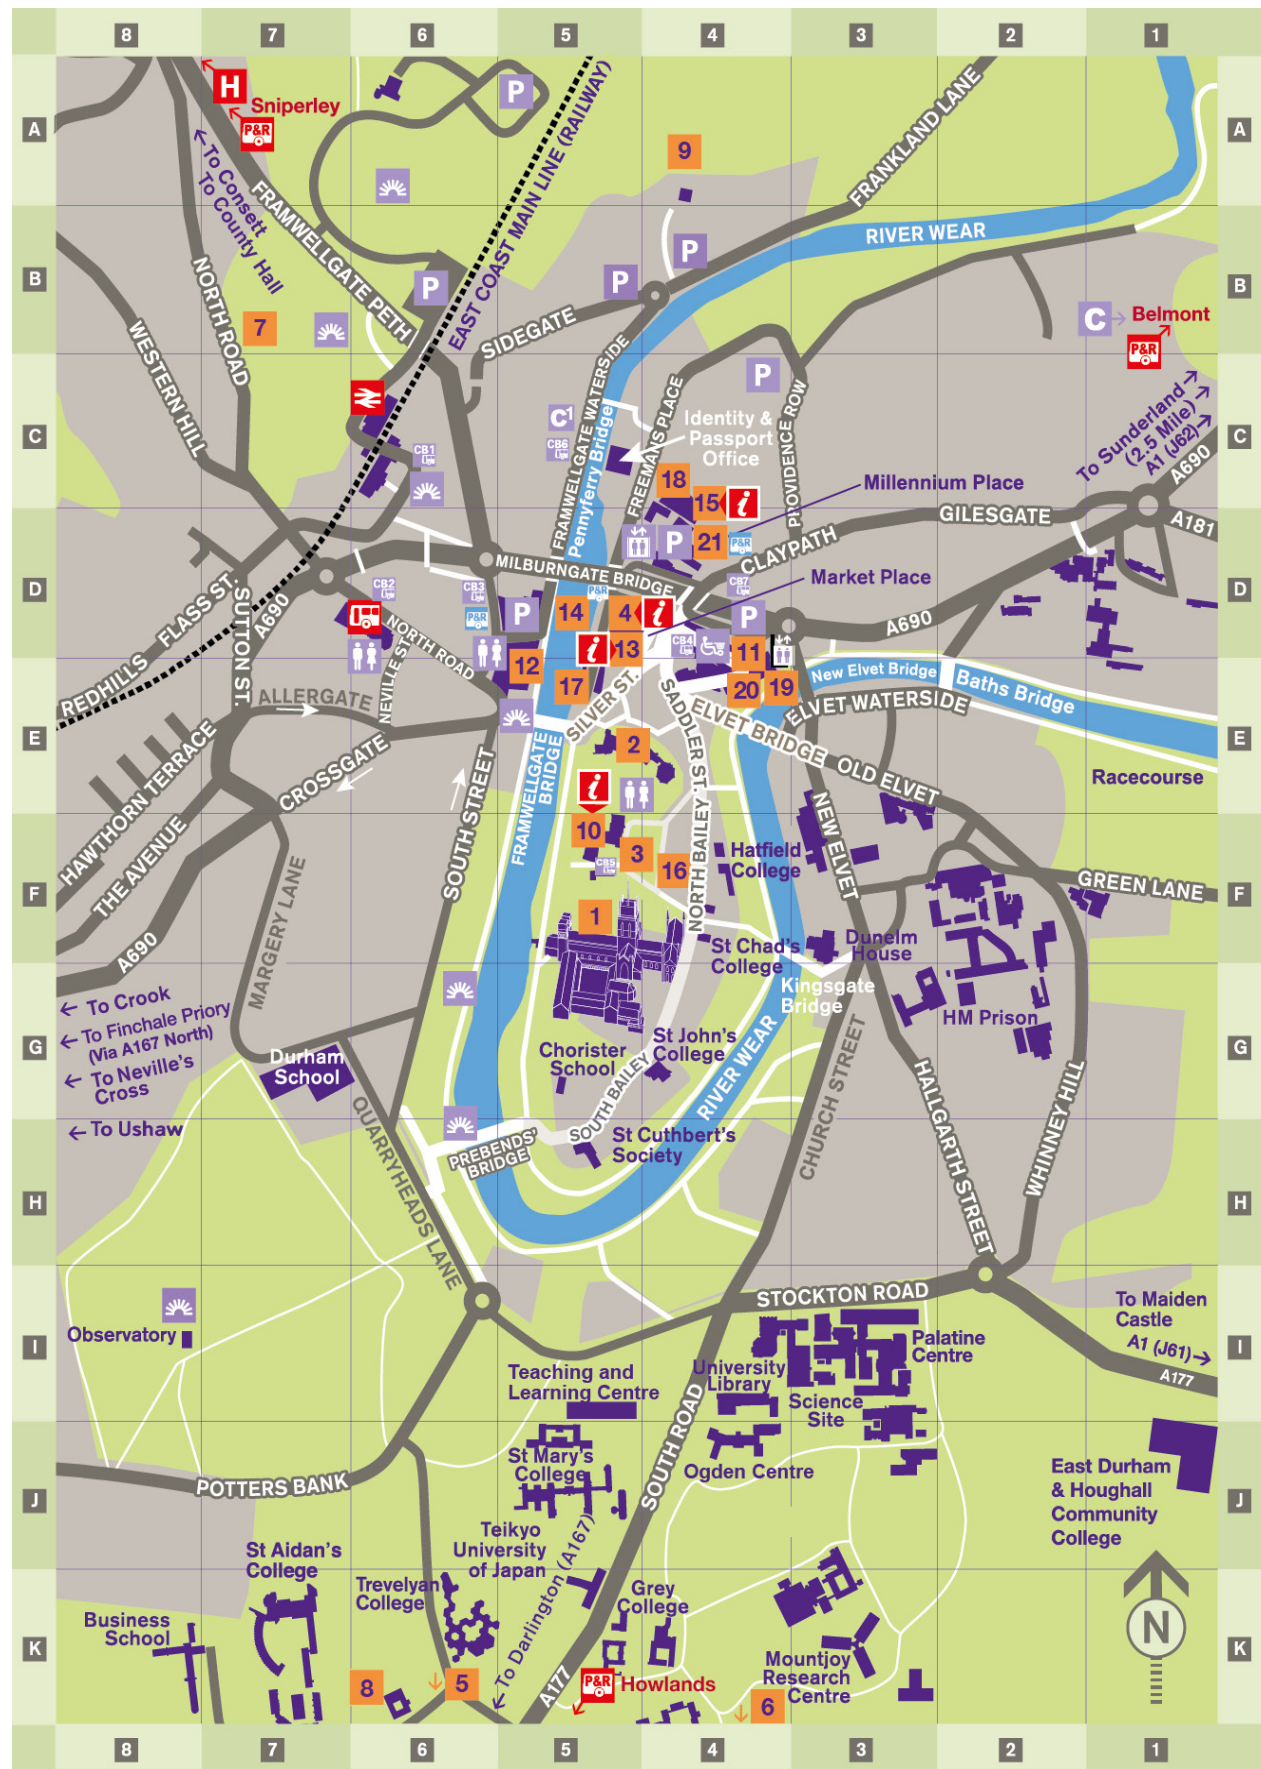 8
7
6
5
4
3
2
1
A
A
H
Sniperley
P&R
P
9
← To Consett
To County Hall
FRAMWELLGATE PETH
EAST COAST MAIN LINE (RAILWAY)
FRANKLAND LANE
RIVER WEAR
B
B
NORTH ROAD
WESTERN HILL
7
P
P
P
SIDEGATE
C
Belmont
P&R
C
C
FRAMWELLGATE WATERSIDE
Pennyferry Bridge
FREEMANS PLACE
P
PROVIDENCE ROW
C1
CB6
CB1
Identity &
Passport
Office
18
15
i
Millennium Place
To Sunderland
(2.5 Mile)
A1 (J62)
A690
A181
GILESGATE
D
D
P
21
P&R
CLAYPATH
MILBURNGATE BRIDGE
Market Place
CB7
CB2
CB3
P&R
P&R
P
14
4
i
P
A690
FLASS ST.
REDHILLS
SUTTON ST.
A690
NORTH ROAD
NEVILLE ST.
i
13
CB4
11
12
17
20
19
New Elvet Bridge
Baths Bridge
E
E
ALLERGATE
SILVER ST.
SADDLER ST.
ELVET BRIDGE
ELVET WATERSIDE
OLD ELVET
Racecourse
HAWTHORN TERRACE
CROSSGATE
SOUTH STREET
FRAMWELLGATE
BRIDGE
2
i
NORTH BAILEY
NEW ELVET
F
F
THE AVENUE
A690
MARGERY LANE
10
3
CB5
16
Hatfield
College
GREEN LANE
1
St Chad's
College
Dunelm
House
Kingsgate
Bridge
G
G
← To Crook
← To Finchale Priory
(Via A167 North)
← To Neville's
Cross
Durham
School
Chorister
School
St John's
College
SOUTH BAILEY
RIVER WEAR
CHURCH STREET
HM Prison
HALLGARTH STREET
WHINNEY HILL
← To Ushaw
H
H
QUARRYHEADS LANE
PREBENDS'
BRIDGE
St Cuthbert's
Society
I
I
STOCKTON ROAD
To Maiden
Castle
A1 (J61)→
A177
Observatory
Teaching and
Learning Centre
University
Library
Palatine
Centre
Science
Site
J
J
POTTERS BANK
St Mary's
College
SOUTH ROAD
Ogden Centre
East Durham
& Houghall
Community
College
Teikyo
University
of Japan
St Aidan's
College
Trevelyan
College
← To Darlington (A167)
Grey
College
K
K
Business
School
Mountjoy
Research
Centre
N
8
5
A177
P&R
Howlands
6
8
7
6
5
4
3
2
1